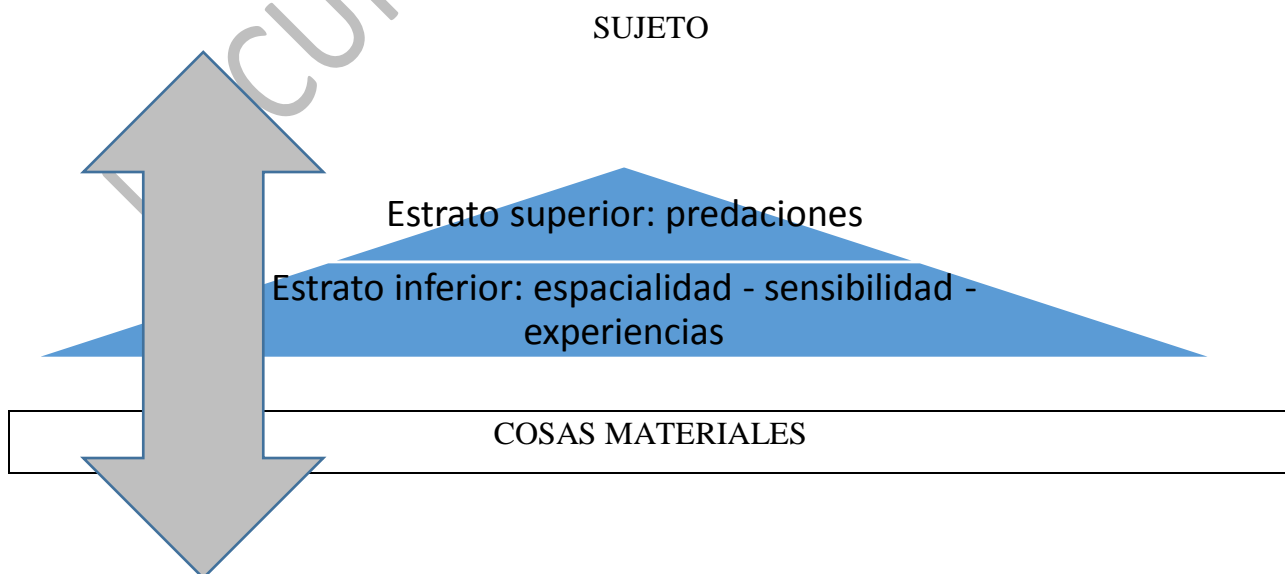 SUJETO
Estrato superior: predaciones
Estrato inferior: espacialidad - sensibilidad -
experiencias
COSAS MATERIALES